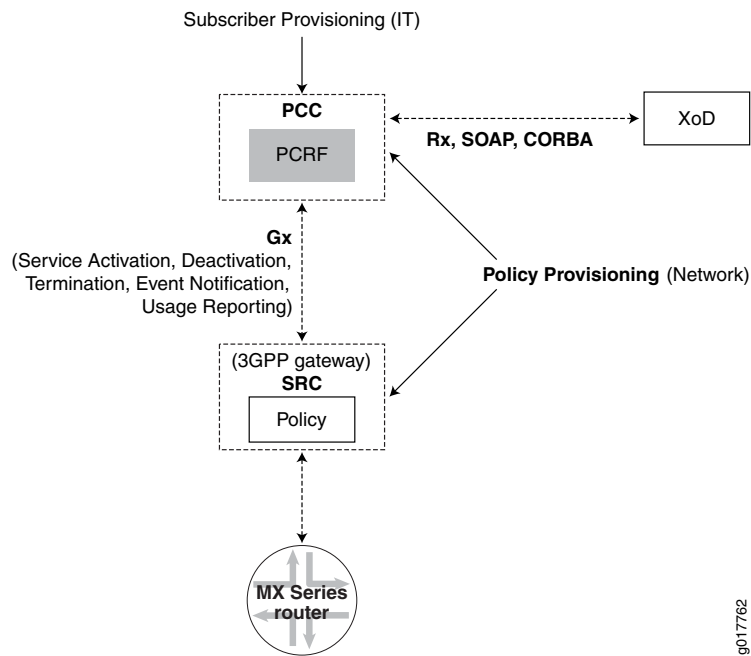 Subscriber Provisioning (IT)
PCC
PCRF
XoD
Rx, SOAP, CORBA
Gx
(Service Activation, Deactivation,
Termination, Event Notification,
Usage Reporting)
Policy Provisioning (Network)
(3GPP gateway)
SRC
Policy
MX Series
router
g017762